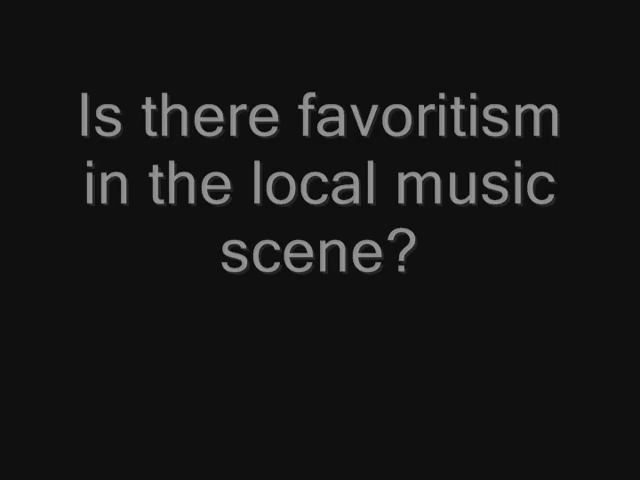 Is there favoritism
in the local music
scene?